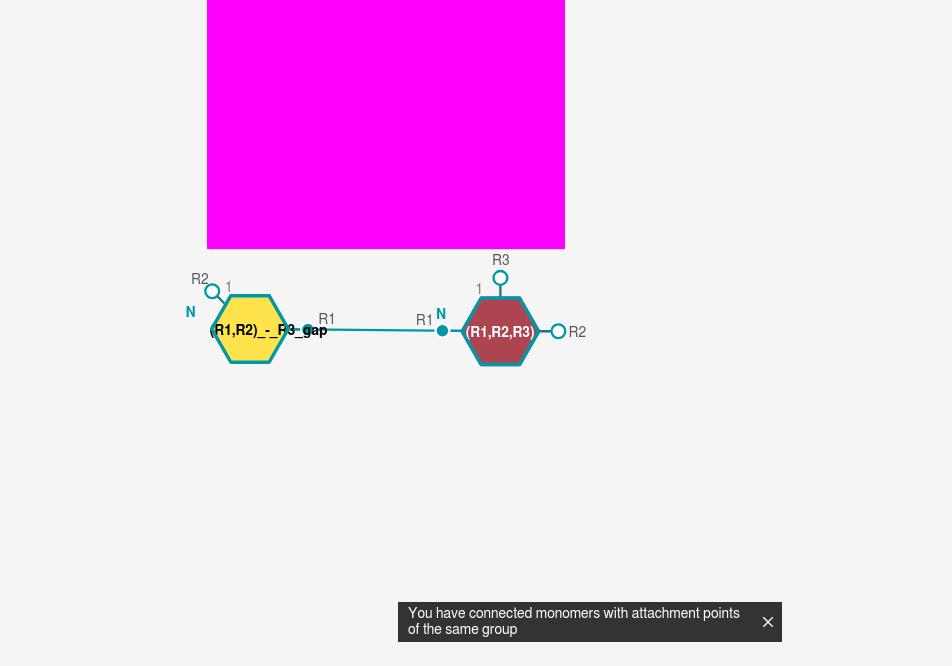 R3
R2
1
1
N
N
R1
R1
(R1,R2)_-_R3_gap
(R1,R2,R3)
R2
You have connected monomers with attachment points
of the same group